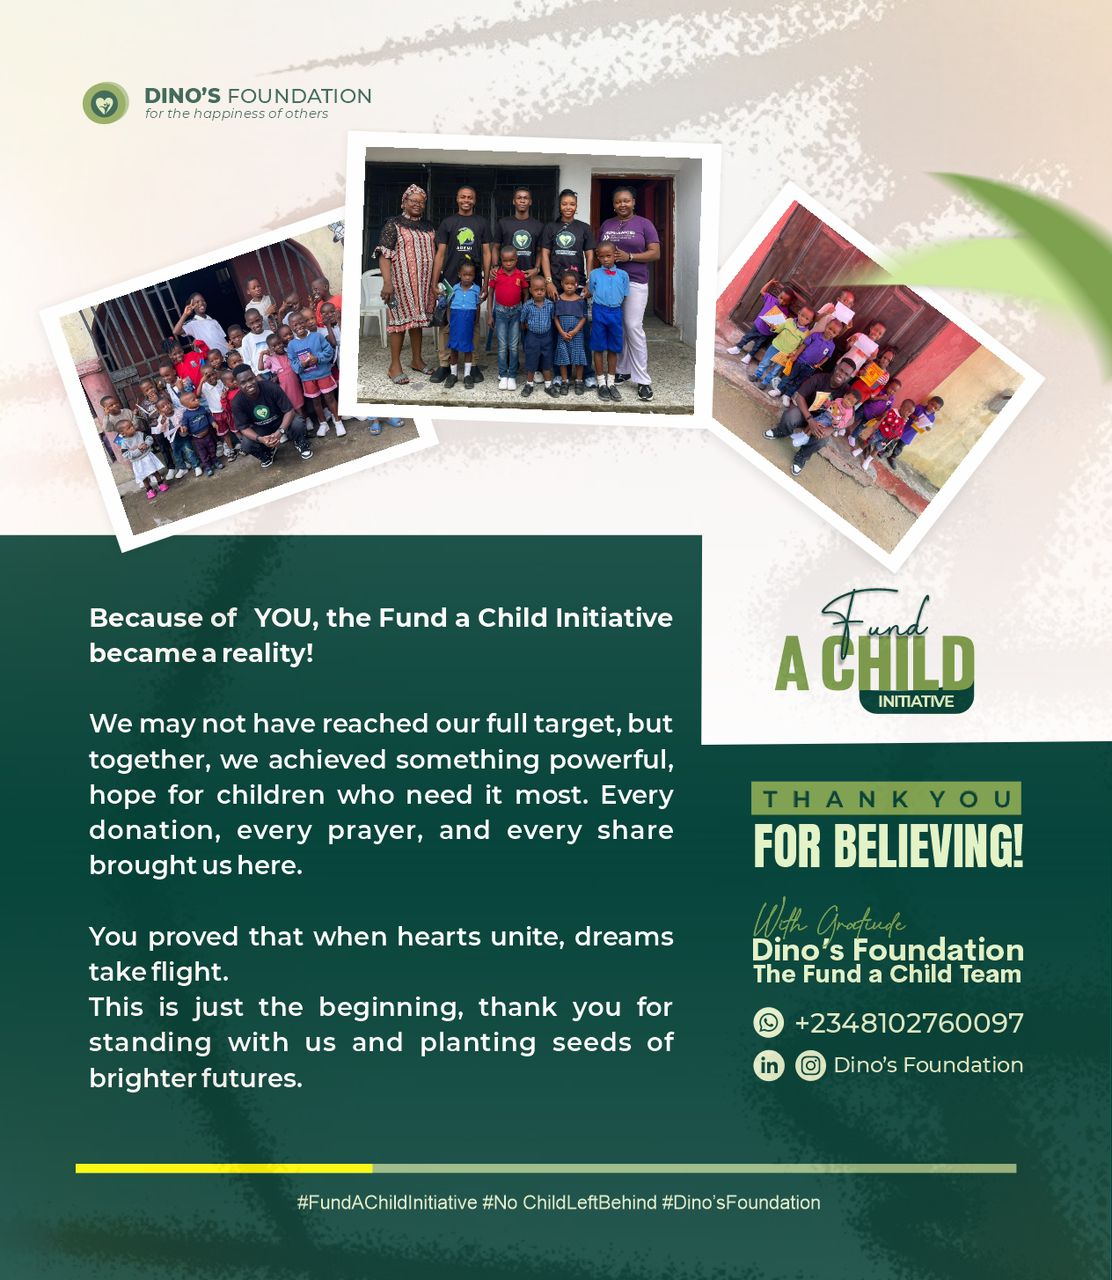 DINO'S FOUNDATION
for the happiness of others
Because of YOU, the Fund a Child Initiative
became a reality!
We may not have reached our full target, but
together, we achieved something powerful,
hope for children who need it most. Every
donation, every prayer, and every share
brought us here.
You proved that when hearts unite, dreams
take flight.
This is just the beginning, thank you for
standing with us and planting seeds of
brighter futures.
Fund
A CHILD
INITIATIVE
THANK YOU
FOR BELIEVING!
With Gratiude
Dino's Foundation
The Fund a Child Team
+2348102760097
in
Dino's Foundation
#FundAChildInitiative #No ChildLeftBehind #Dino'sFoundation